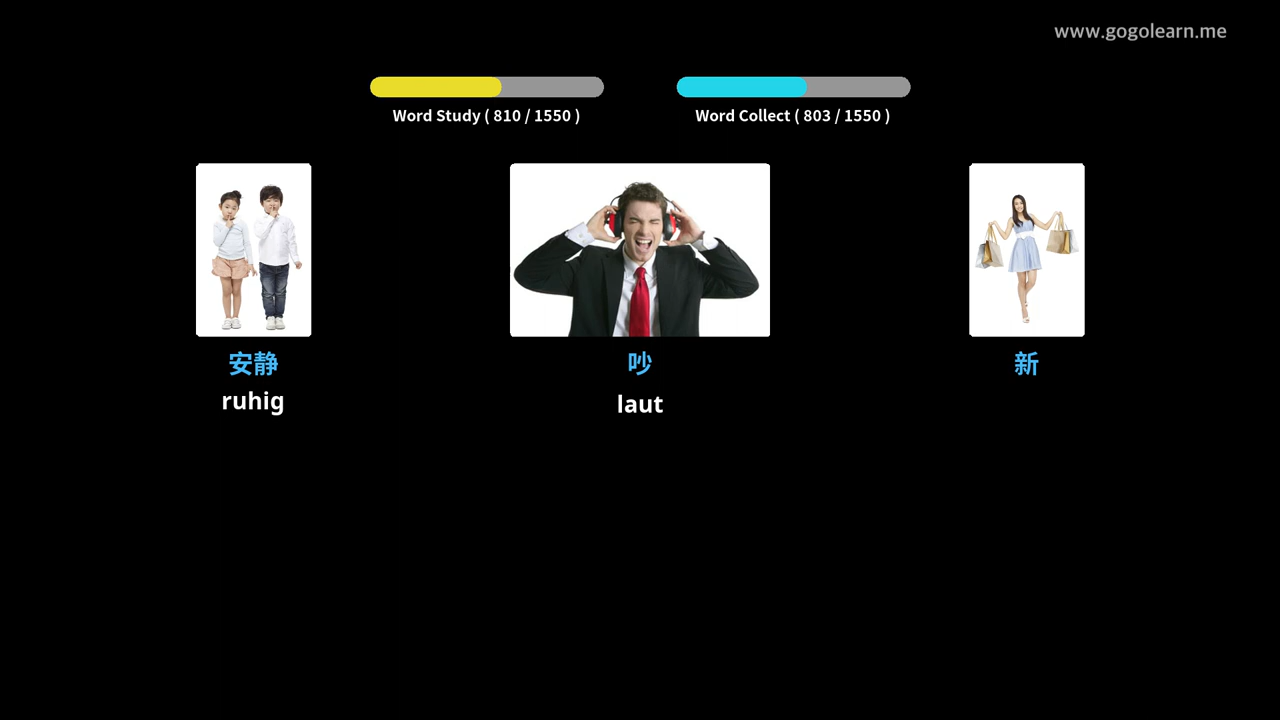 www.gogolearn.me
Word Study ( 810 / 1550 )
Word Collect ( 803 / 1550 )
安静
吵
新
ruhig
laut